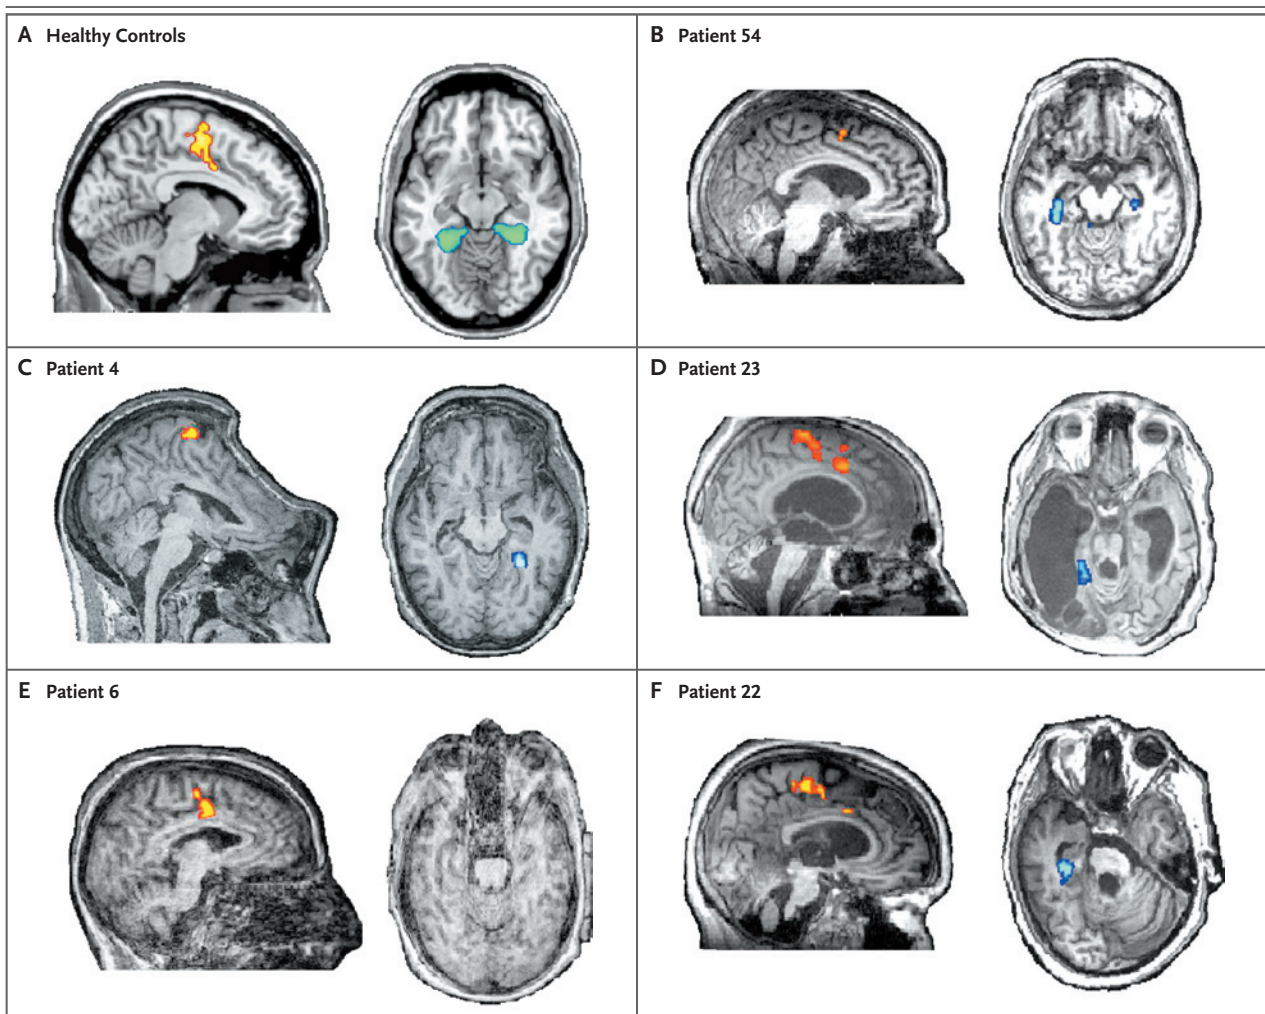 A Healthy Controls
B Patient 54
C Patient 4
D Patient 23
E Patient 6
F Patient 22